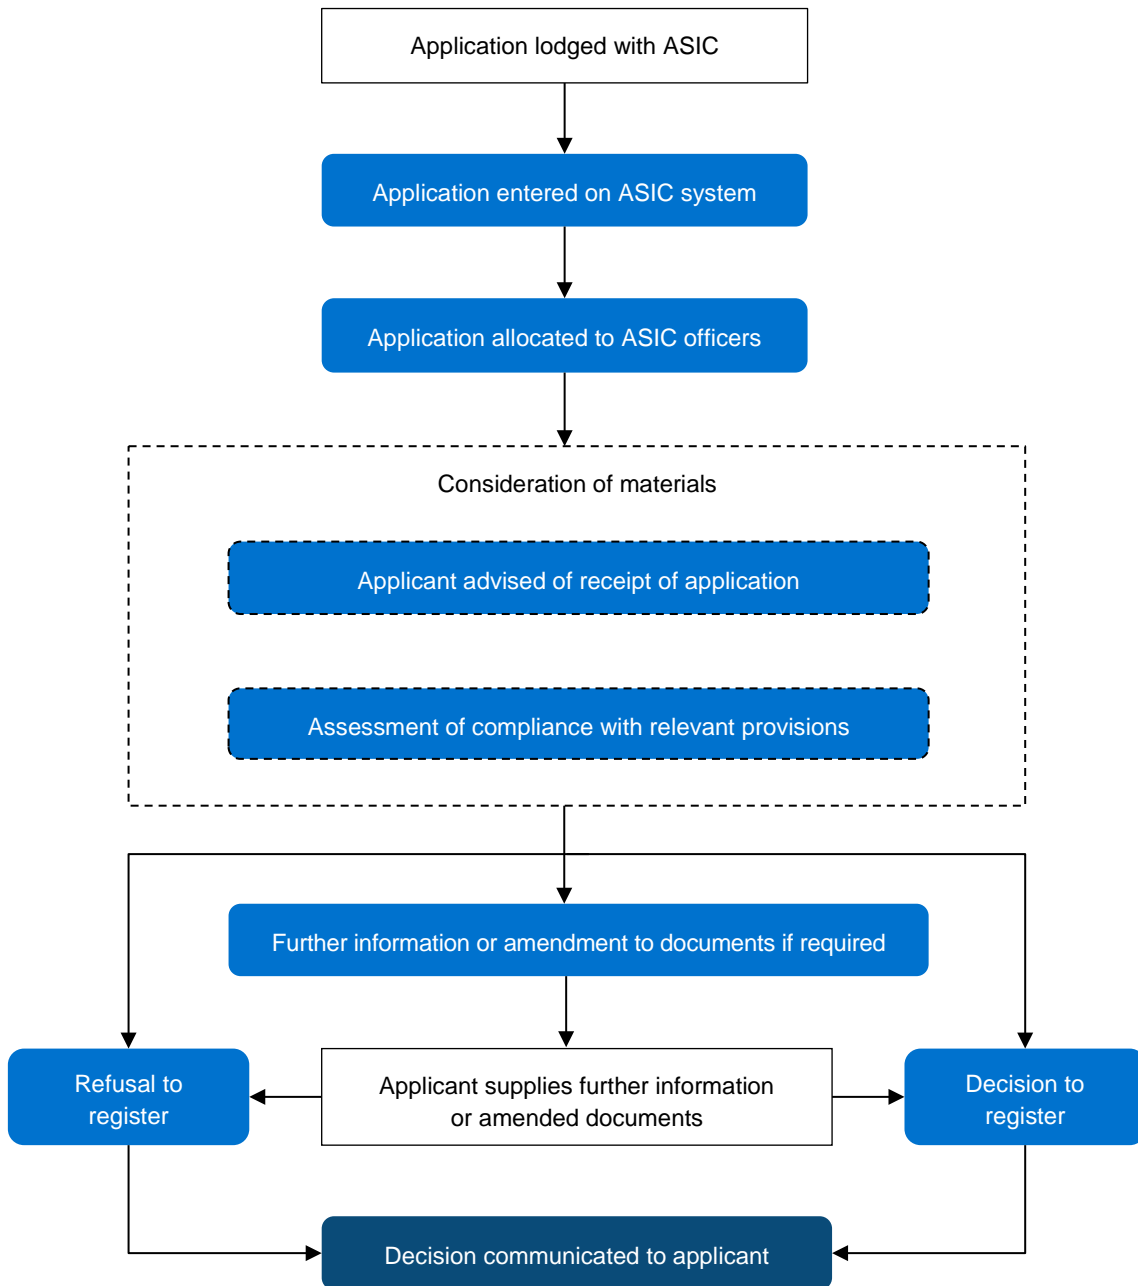 Application lodged with ASIC
Application entered on ASIC system
Application allocated to ASIC officers
Consideration of materials
Applicant advised of receipt of application
Assessment of compliance with relevant provisions
Further information or amendment to documents if required
Refusal to
register
Applicant supplies further information
or amended documents
Decision to
register
Decision communicated to applicant